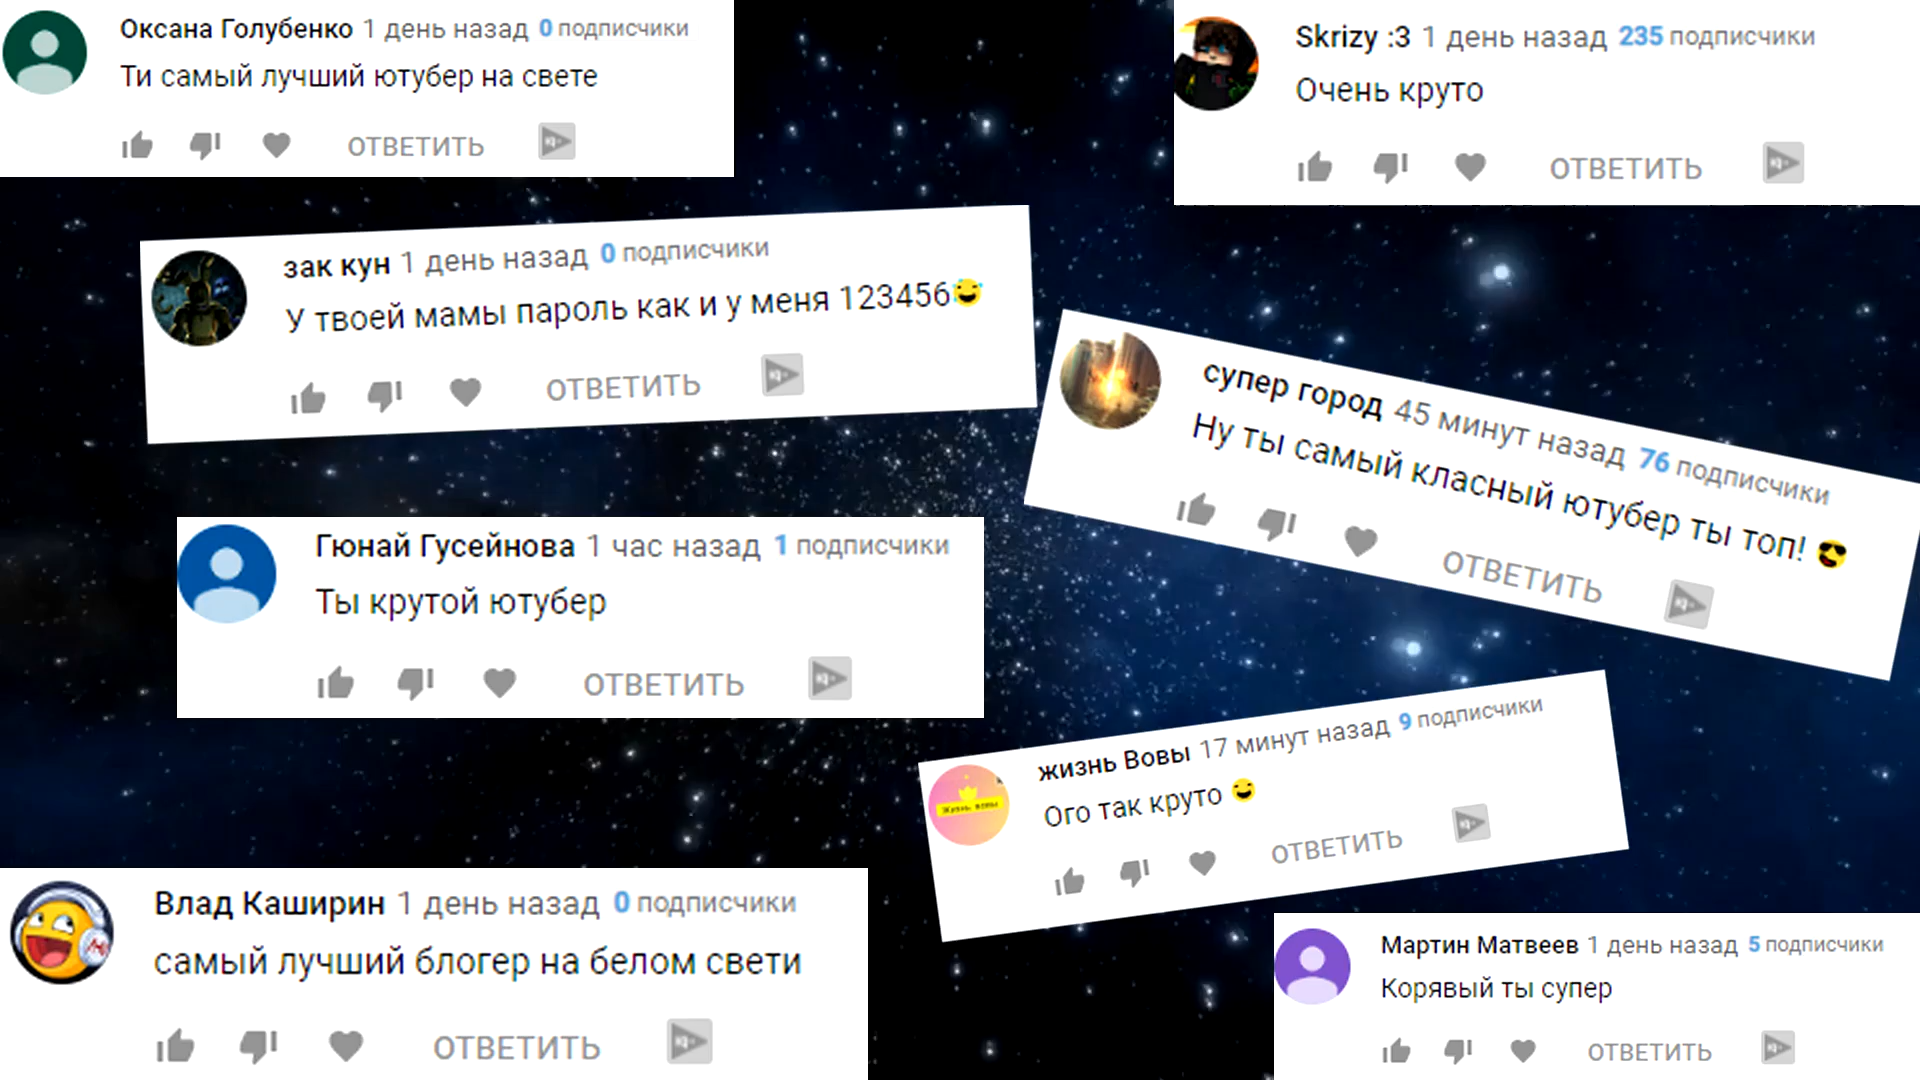 Оксана Голубенко 1 день назад 0 подписчики
Ти самый лучший ютубер на свете
ОТВЕТИТЬ
Skrizy :3 1 день назад 235 подписчики
Очень круто
ОТВЕТИТЬ
зак кун 1 день назад 0 подписчики
У твоей мамы пароль как и у меня 123456😅
ОТВЕТИТЬ
супер город 45 минут назад 76 подписчики
Ну ты самый класный ютубер ты топ! 😎
ОТВЕТИТЬ
Гюнай Гусейнова 1 час назад 1 подписчики
Ты крутой ютубер
ОТВЕТИТЬ
жизнь Вовы 17 минут назад 9 подписчики
Жизнь вовы
Ого так круто 😅
ОТВЕТИТЬ
Влад Каширин 1 день назад 0 подписчики
самый лучший блогер на белом свети
ОТВЕТИТЬ
Мартин Матвеев 1 день назад 5 подписчики
Корявый ты супер
ОТВЕТИТЬ